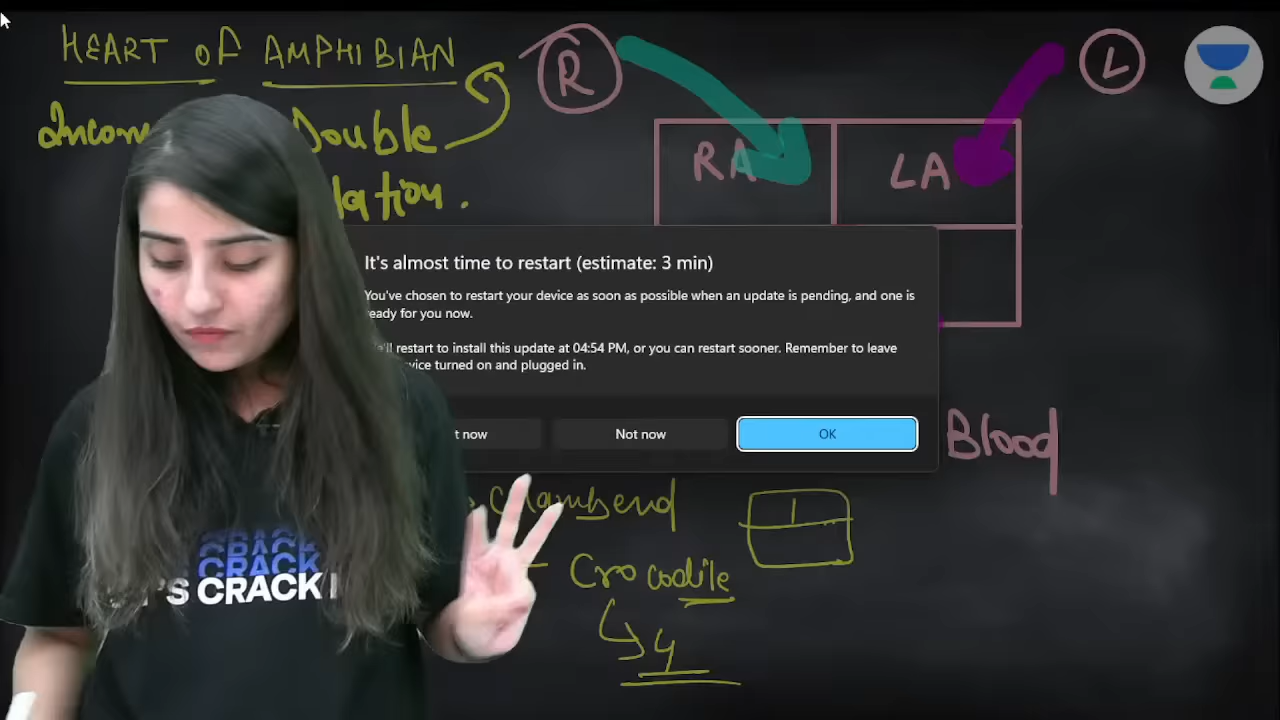 HEART OF AMPHIBIAN
R
L
Double
RA
LA
lation.
It's almost time to restart (estimate: 3 min)
You've chosen to restart your device as soon as possible when an update is pending, and one is
ready for you now.
restart to install this update at 04:54 PM, or you can restart sooner. Remember to leave
turned on and plugged in.
now
Not now
OK
Blood
Crocodile
4
CRACK
CRACK
'S CRACK I